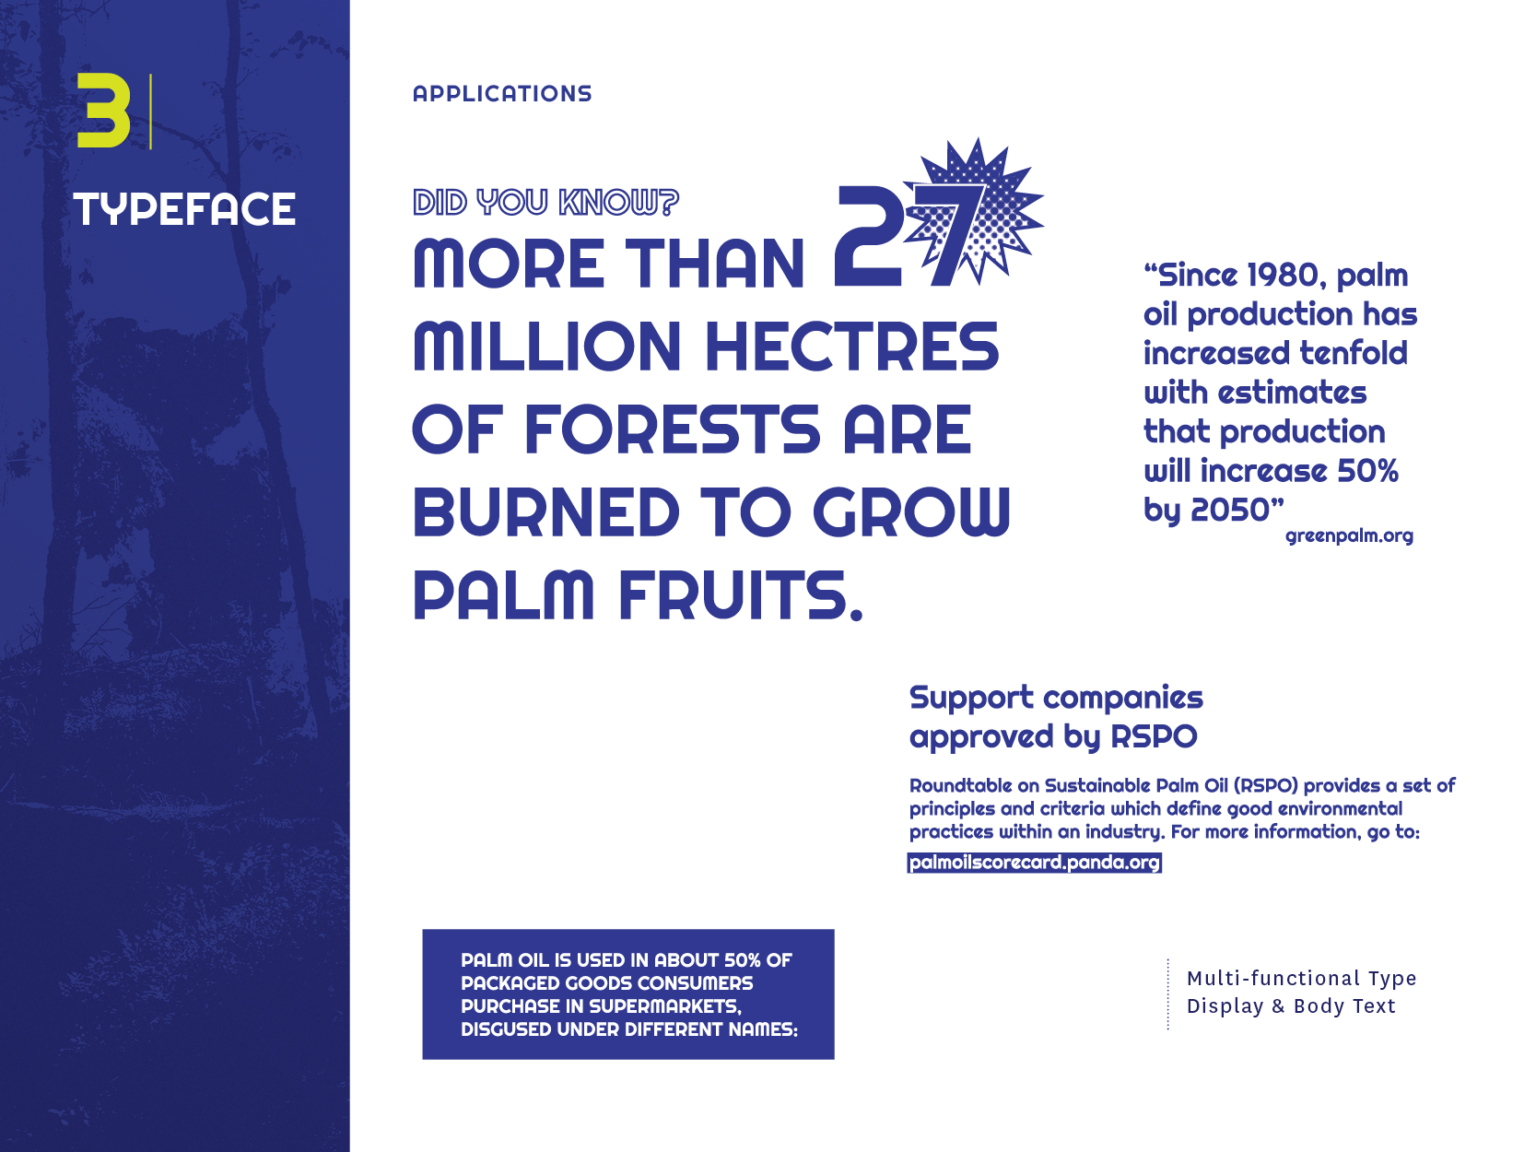 3
TYPEFACE
APPLICATIONS
DID YOU KNOW?
MORE THAN 27
MILLION HECTRES
OF FORESTS ARE
BURNED TO GROW
PALM FRUITS.
“Since 1980, palm
oil production has
increased tenfold
with estimates
that production
will increase 50%
by 2050”
greenpalm.org
Support companies
approved by RSPO
Roundtable on Sustainable Palm Oil (RSPO) provides a set of
principles and criteria which define good environmental
practices within an industry. For more information, go to:
palmoilscorecard.panda.org
PALM OIL IS USED IN ABOUT 50% OF
PACKAGED GOODS CONSUMERS
PURCHASE IN SUPERMARKETS,
DISGUSED UNDER DIFFERENT NAMES:
Multi-functional Type
Display & Body Text